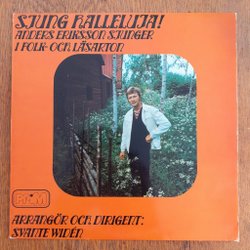 SJUNG HALLELUJA!
ANDERS ERIKSSON SJUNGER
I FOLK- OCH LÄSARTON
ARRANGÖR OCH DIRIGENT:
SVANTE WIDÉN